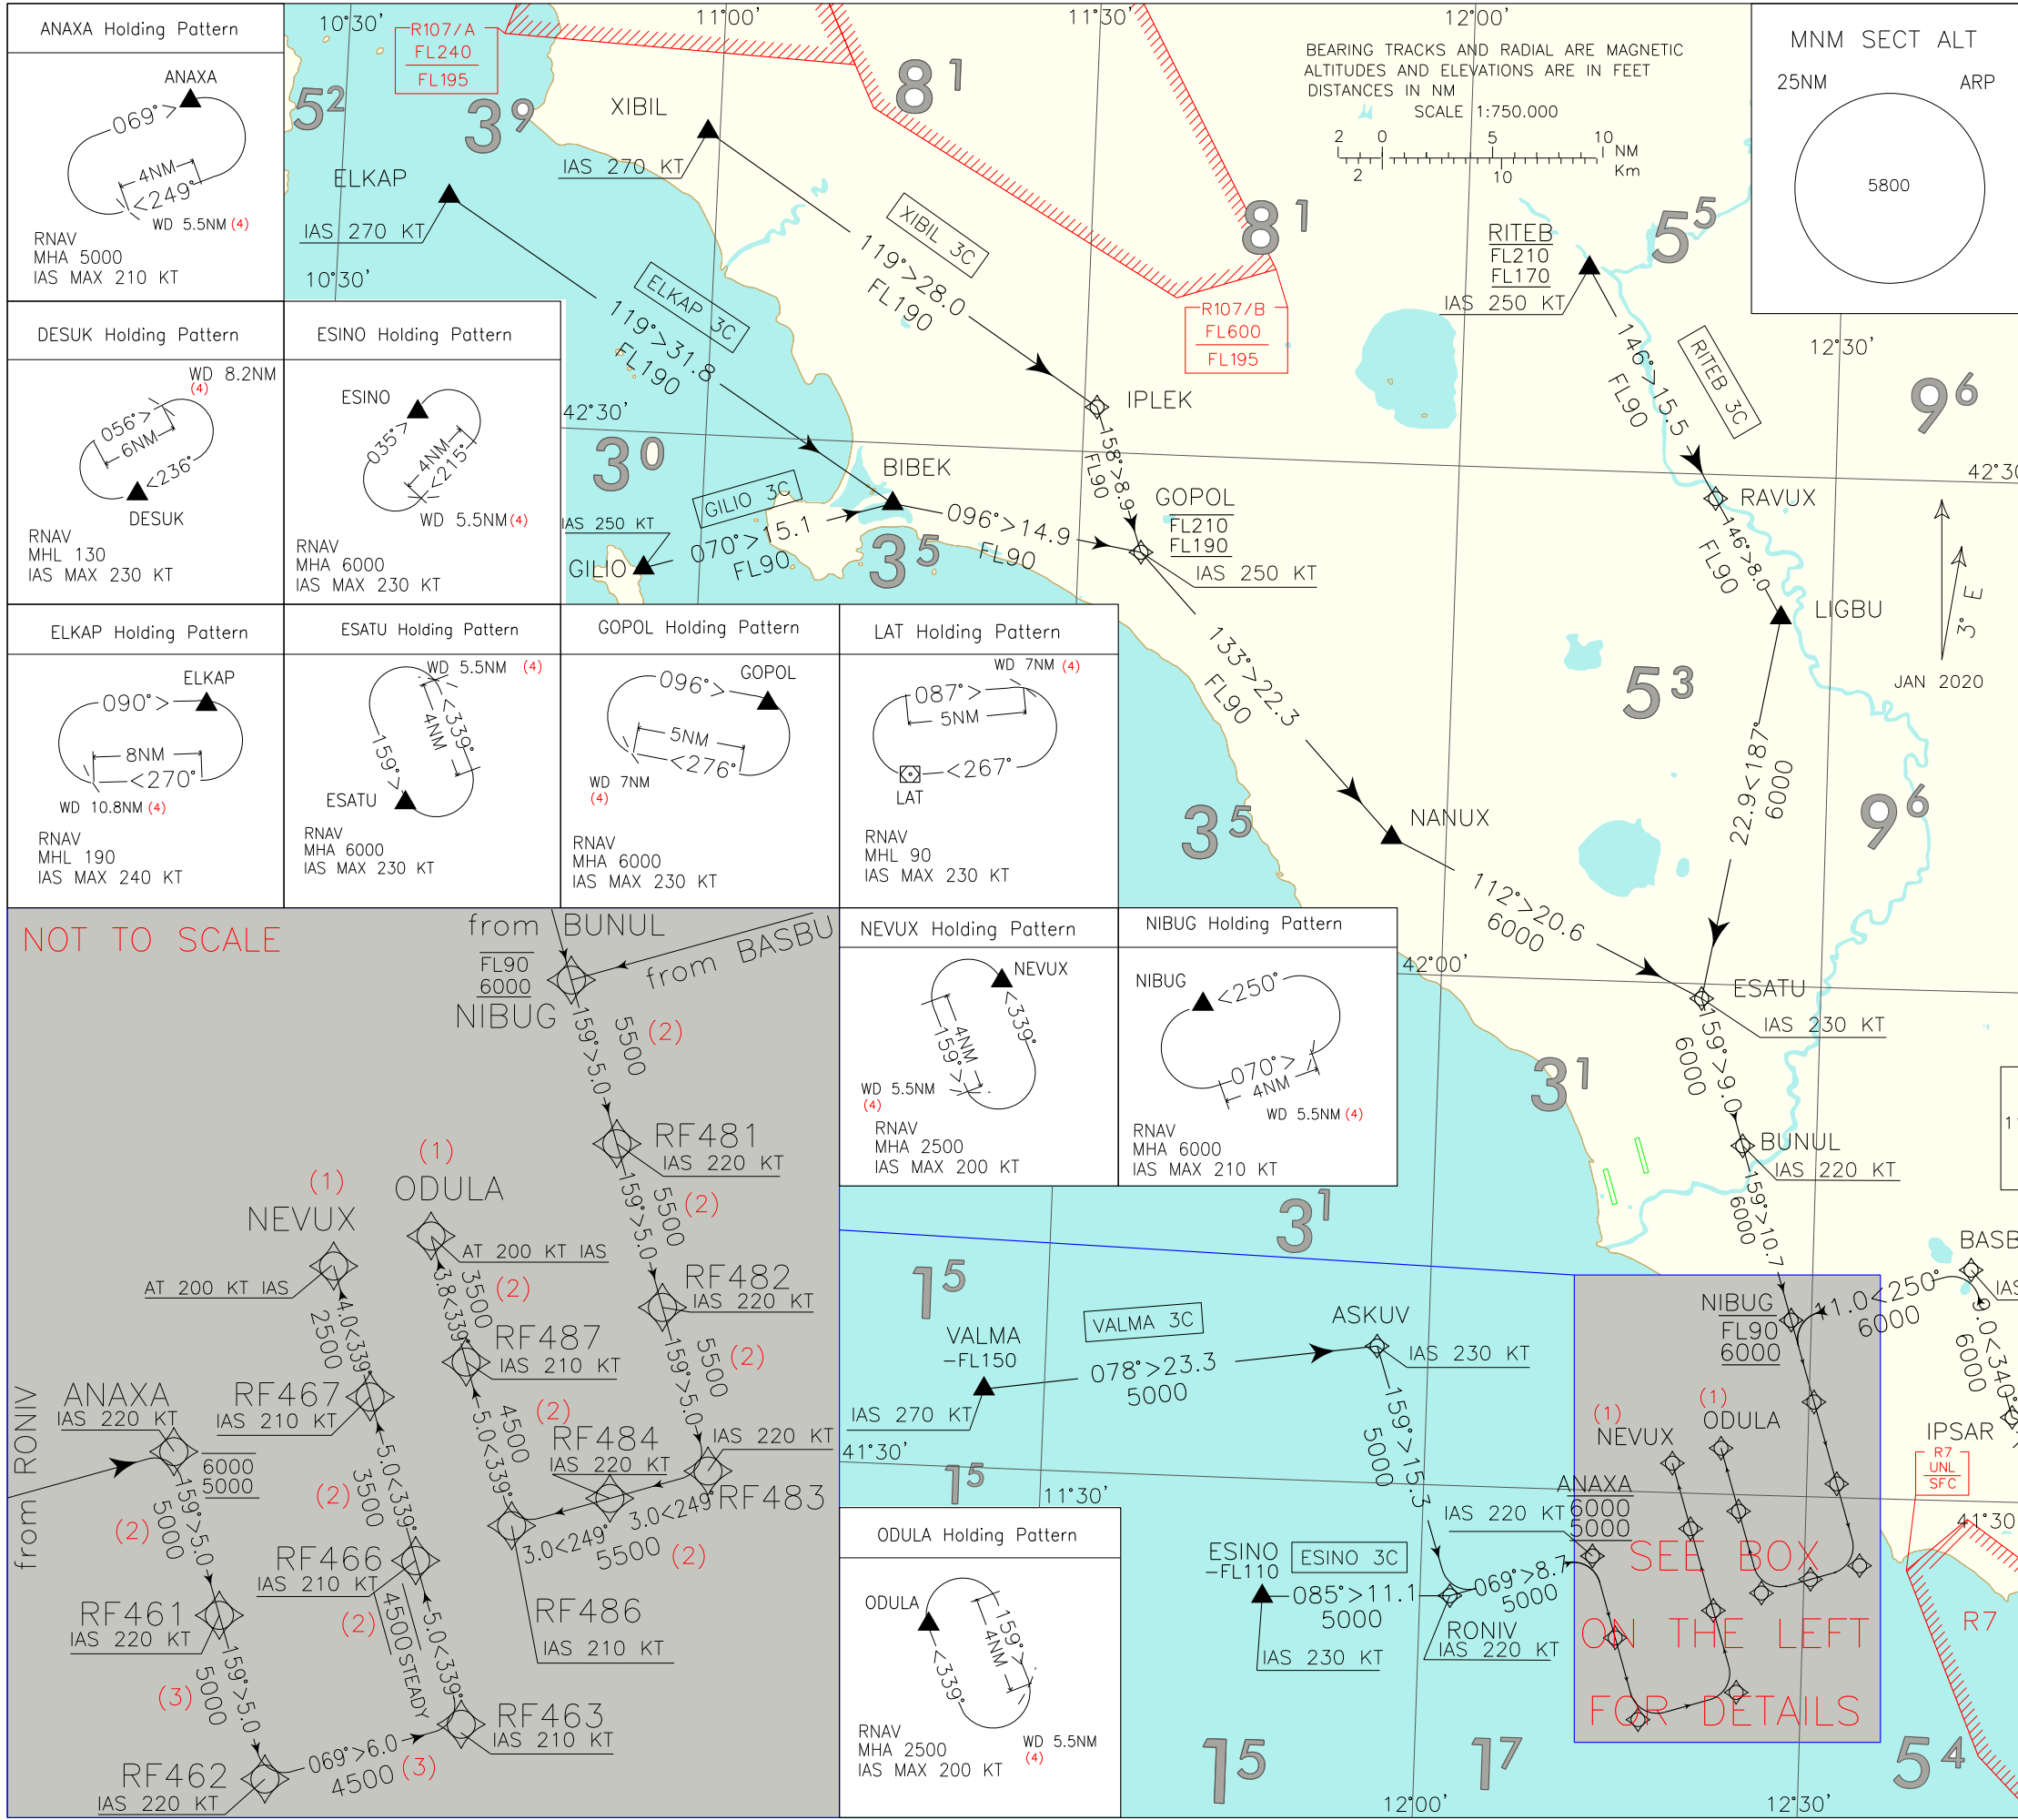 ANAXA Holding Pattern
ANAXA
069°>
4NM
<249°
WD 5.5NM (4)
RNAV
MHA 5000
IAS MAX 210 KT
DESUK Holding Pattern
WD 8.2NM
(4)
056°>
6NM
<236°
DESUK
RNAV
MHL 130
IAS MAX 230 KT
ESINO Holding Pattern
ESINO
035°>
4NM
<215°
WD 5.5NM(4)
RNAV
MHA 6000
IAS MAX 230 KT
ELKAP Holding Pattern
ELKAP
090°>
8NM
<270°
WD 10.8NM (4)
RNAV
MHL 190
IAS MAX 240 KT
ESATU Holding Pattern
WD 5.5NM (4)
<339°
4NM
159°>
ESATU
RNAV
MHA 6000
IAS MAX 230 KT
GOPOL Holding Pattern
096°>
GOPOL
5NM
<276°
WD 7NM
(4)
RNAV
MHA 6000
IAS MAX 230 KT
LAT Holding Pattern
WD 7NM (4)
087°>
5NM
<267°
LAT
RNAV
MHL 90
IAS MAX 230 KT
NEVUX Holding Pattern
NEVUX
<339°
4NM
159°>
WD 5.5NM
(4)
RNAV
MHA 2500
IAS MAX 200 KT
NIBUG Holding Pattern
NIBUG
<250°
070°>
4NM
WD 5.5NM(4)
RNAV
MHA 6000
IAS MAX 210 KT
ODULA Holding Pattern
ODULA
159°>
4NM
<339°
RNAV
MHA 2500
IAS MAX 200 KT
WD 5.5NM
(4)
10°30'
11°00'
11°30'
12°00'
R107/A
FL240
FL195
5²
3⁹
8¹
XIBIL
IAS 270 KT
ELKAP
IAS 270 KT
10°30'
BEARING TRACKS AND RADIAL ARE MAGNETIC
ALTITUDES AND ELEVATIONS ARE IN FEET
DISTANCES IN NM
SCALE 1:750.000
2 0 5 10 NM
2 10 Km
MNM SECT ALT
25NM ARP
5800
XIBIL 3C
119°>28.0
FL190
ELKAP 3C
119°>31.8
FL190
8¹
R107/B
FL600
FL195
RITEB
FL210
FL170
IAS 250 KT
5⁵
146°>15.5
FL90
RITEB 3C
12°30'
9⁶
42°30'
3⁰
IPLEK
158°>8.9
FL90
BIBEK
GILIO 3C
IAS 250 KT
GILIO
070°>15.1
FL90
3⁵
096°>14.9
FL90
GOPOL
FL210
FL190
IAS 250 KT
42°30
RAVUX
146°>8.0
FL90
LIGBU
3° E
JAN 2020
5³
133°>22.3
FL90
22.9<187°
6000
3⁵
NANUX
9⁶
112°>20.6
6000
42°00'
ESATU
IAS 230 KT
159°>9.0
6000
3¹
BUNUL
IAS 220 KT
159°>10.7
6000
1
3¹
BASB
IAS
1⁵
VALMA
-FL150
IAS 270 KT
VALMA 3C
078°>23.3
5000
ASKUV
IAS 230 KT
159°>15.3
5000
41°30'
1⁵
11°30'
NIBUG
FL90
6000
11.0<250°
6000
9.0<340°
6000
IPSAR
R7
UNL
SFC
41°30
R7
(1)
NEVUX
(1)
ODULA
ANAXA
6000
5000
IAS 220 KT
SEE BOX
ON THE LEFT
FOR DETAILS
ESINO
-FL110
ESINO 3C
085°>11.1
5000
IAS 230 KT
069°>8.7
5000
RONIV
IAS 220 KT
1⁵
1⁷
5⁴
12°00'
12°30'
NOT TO SCALE
from BUNUL
from BASBU
FL90
6000
NIBUG
159°>5.0
5500
(2)
RF481
IAS 220 KT
159°>5.0
5500
(2)
RF482
IAS 220 KT
159°>5.0
5500
(2)
IAS 220 KT
RF483
3.0<249°
RF484
IAS 220 KT
3.0<249°
5500 (2)
RF486
IAS 210 KT
5.0<339°
4500
(2)
RF487
IAS 210 KT
3.8<339°
3500
(2)
(1)
ODULA
AT 200 KT IAS
(1)
NEVUX
AT 200 KT IAS
4.0<339°
2500
RF467
IAS 210 KT
5.0<339°
3500
(2)
RF466
IAS 210 KT
5.0<339°
4500 STEADY
(2)
RF463
IAS 210 KT
from RONIV
ANAXA
IAS 220 KT
6000
5000
159°>5.0
5000
(2)
RF461
IAS 220 KT
159°>5.0
5000
(3)
RF462
IAS 220 KT
069°>6.0
4500 (3)